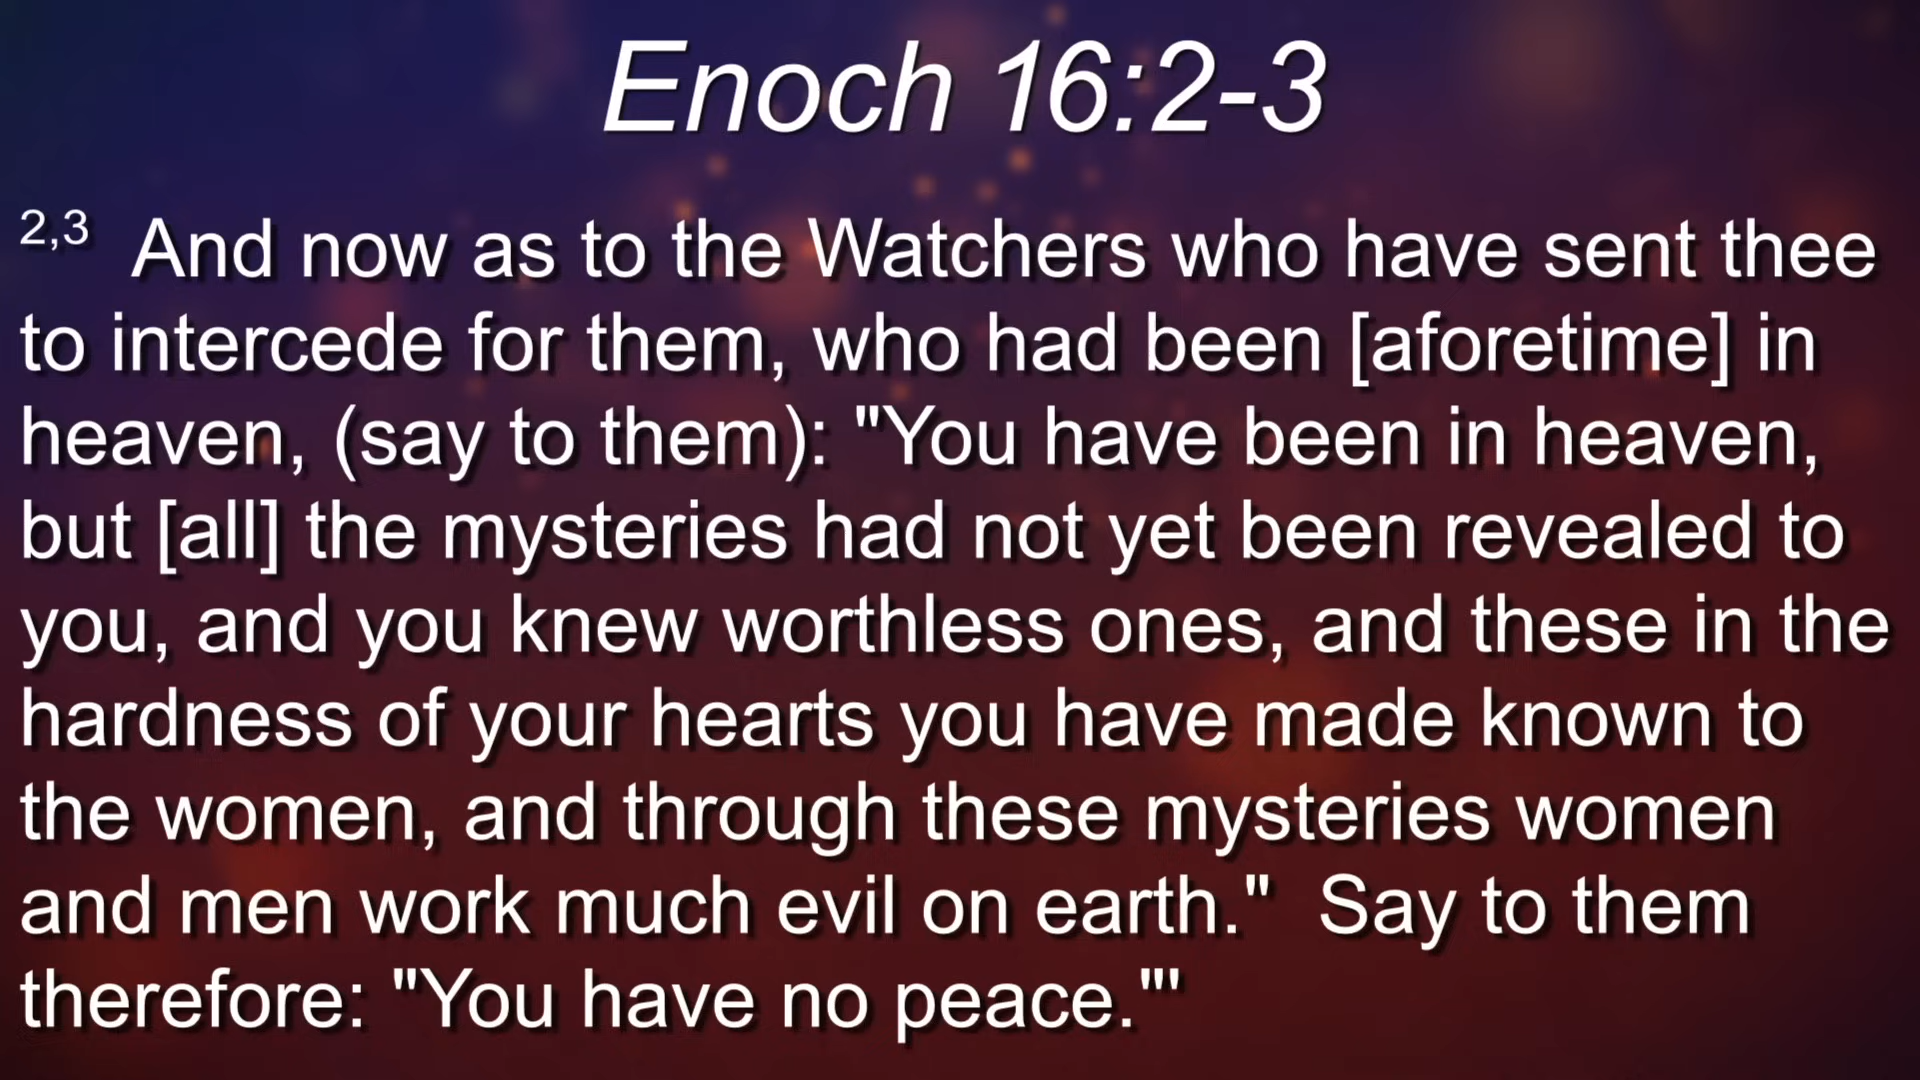 Enoch 16:2-3
2,3 And now as to the Watchers who have sent thee
to intercede for them, who had been [aforetime] in
heaven, (say to them): "You have been in heaven,
but [all] the mysteries had not yet been revealed to
you, and you knew worthless ones, and these in the
hardness of your hearts you have made known to
the women, and through these mysteries women
and men work much evil on earth." Say to them
therefore: "You have no peace."'